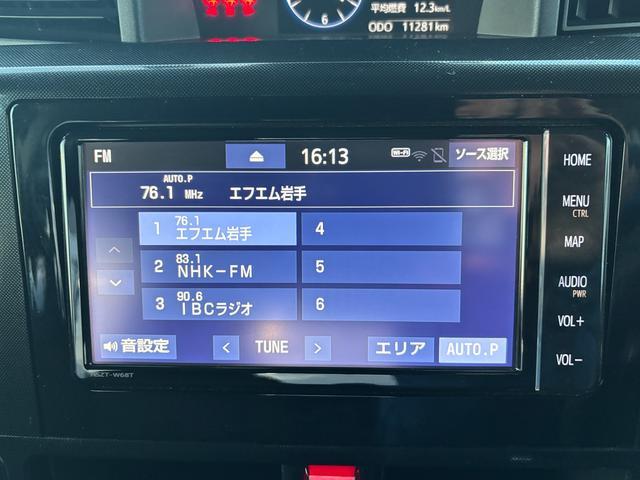 平均燃費 12.3km/L
6
ODO 11281km
FM 16:13 Wi-Fi ソース選択
AUTO.P
76.1 MHz エフエム岩手
1 76.1 エフエム岩手 4
2 83.1 NHK-FM 5
3 90.6 IBCラジオ 6
音設定 < TUNE > エリア AUTO.P
NSZT-W68T
HOME
MENU
CTRL
MAP
AUDIO
PWR
VOL+
VOL-